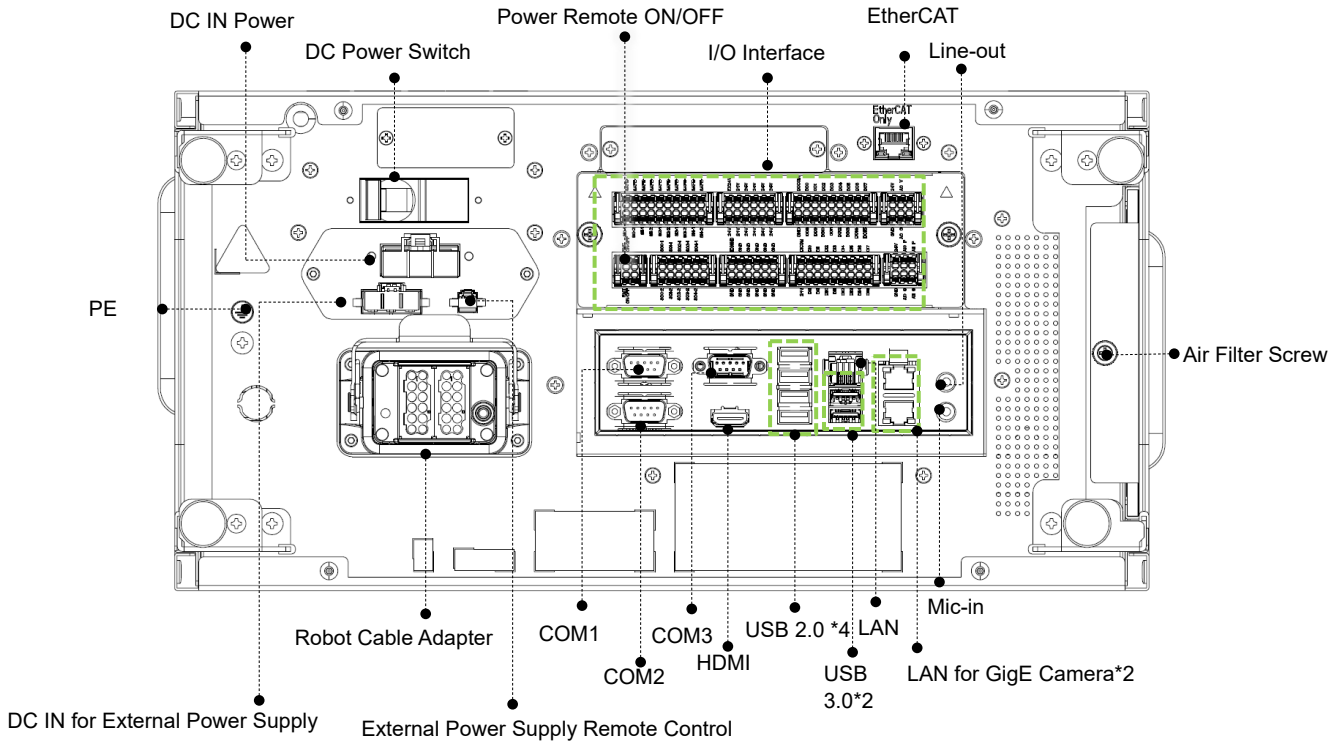 DC IN Power
Power Remote ON/OFF
EtherCAT
DC Power Switch
I/O Interface
Line-out
EtherCAT
Only
PE
Air Filter Screw
Mic-in
Robot Cable Adapter
COM1
COM3
USB 2.0 *4
LAN
HDMI
COM2
USB
3.0*2
LAN for GigE Camera*2
DC IN for External Power Supply
External Power Supply Remote Control